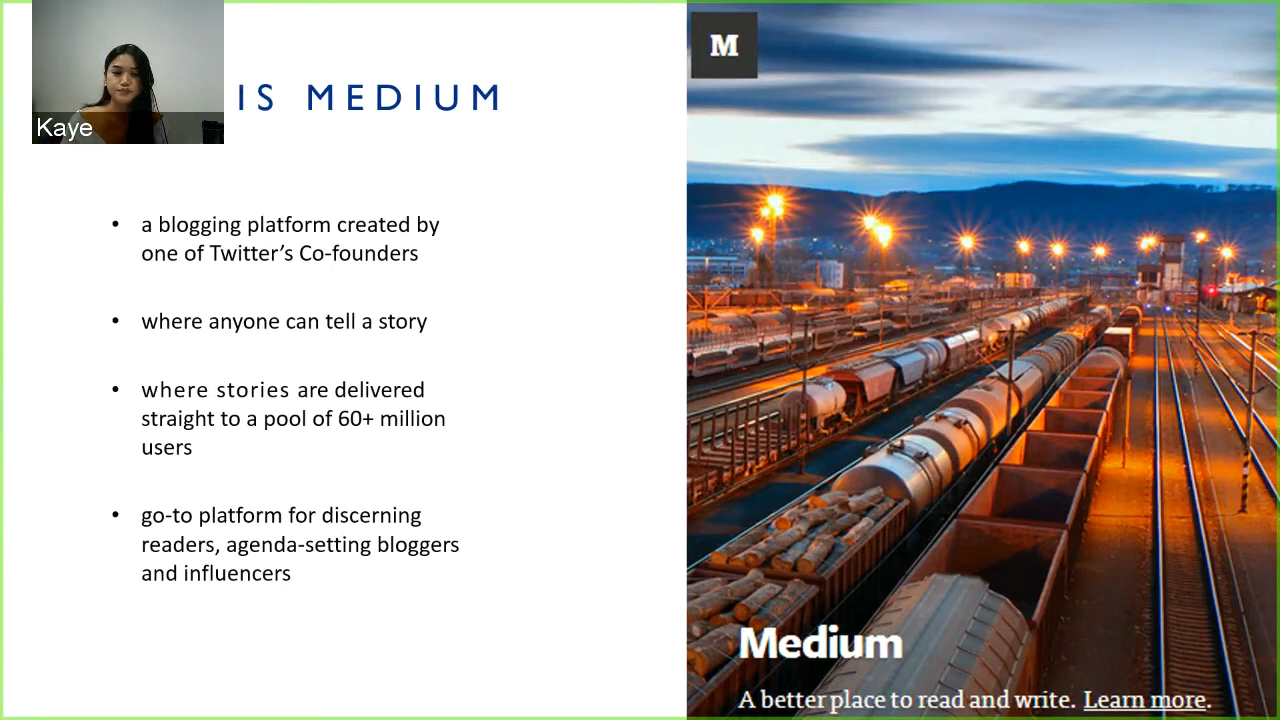 IS MEDIUM
Kaye
• a blogging platform created by
one of Twitter’s Co-founders
• where anyone can tell a story
• where stories are delivered
straight to a pool of 60+ million
users
• go-to platform for discerning
readers, agenda-setting bloggers
and influencers
M
Medium
A better place to read and write. Learn more.